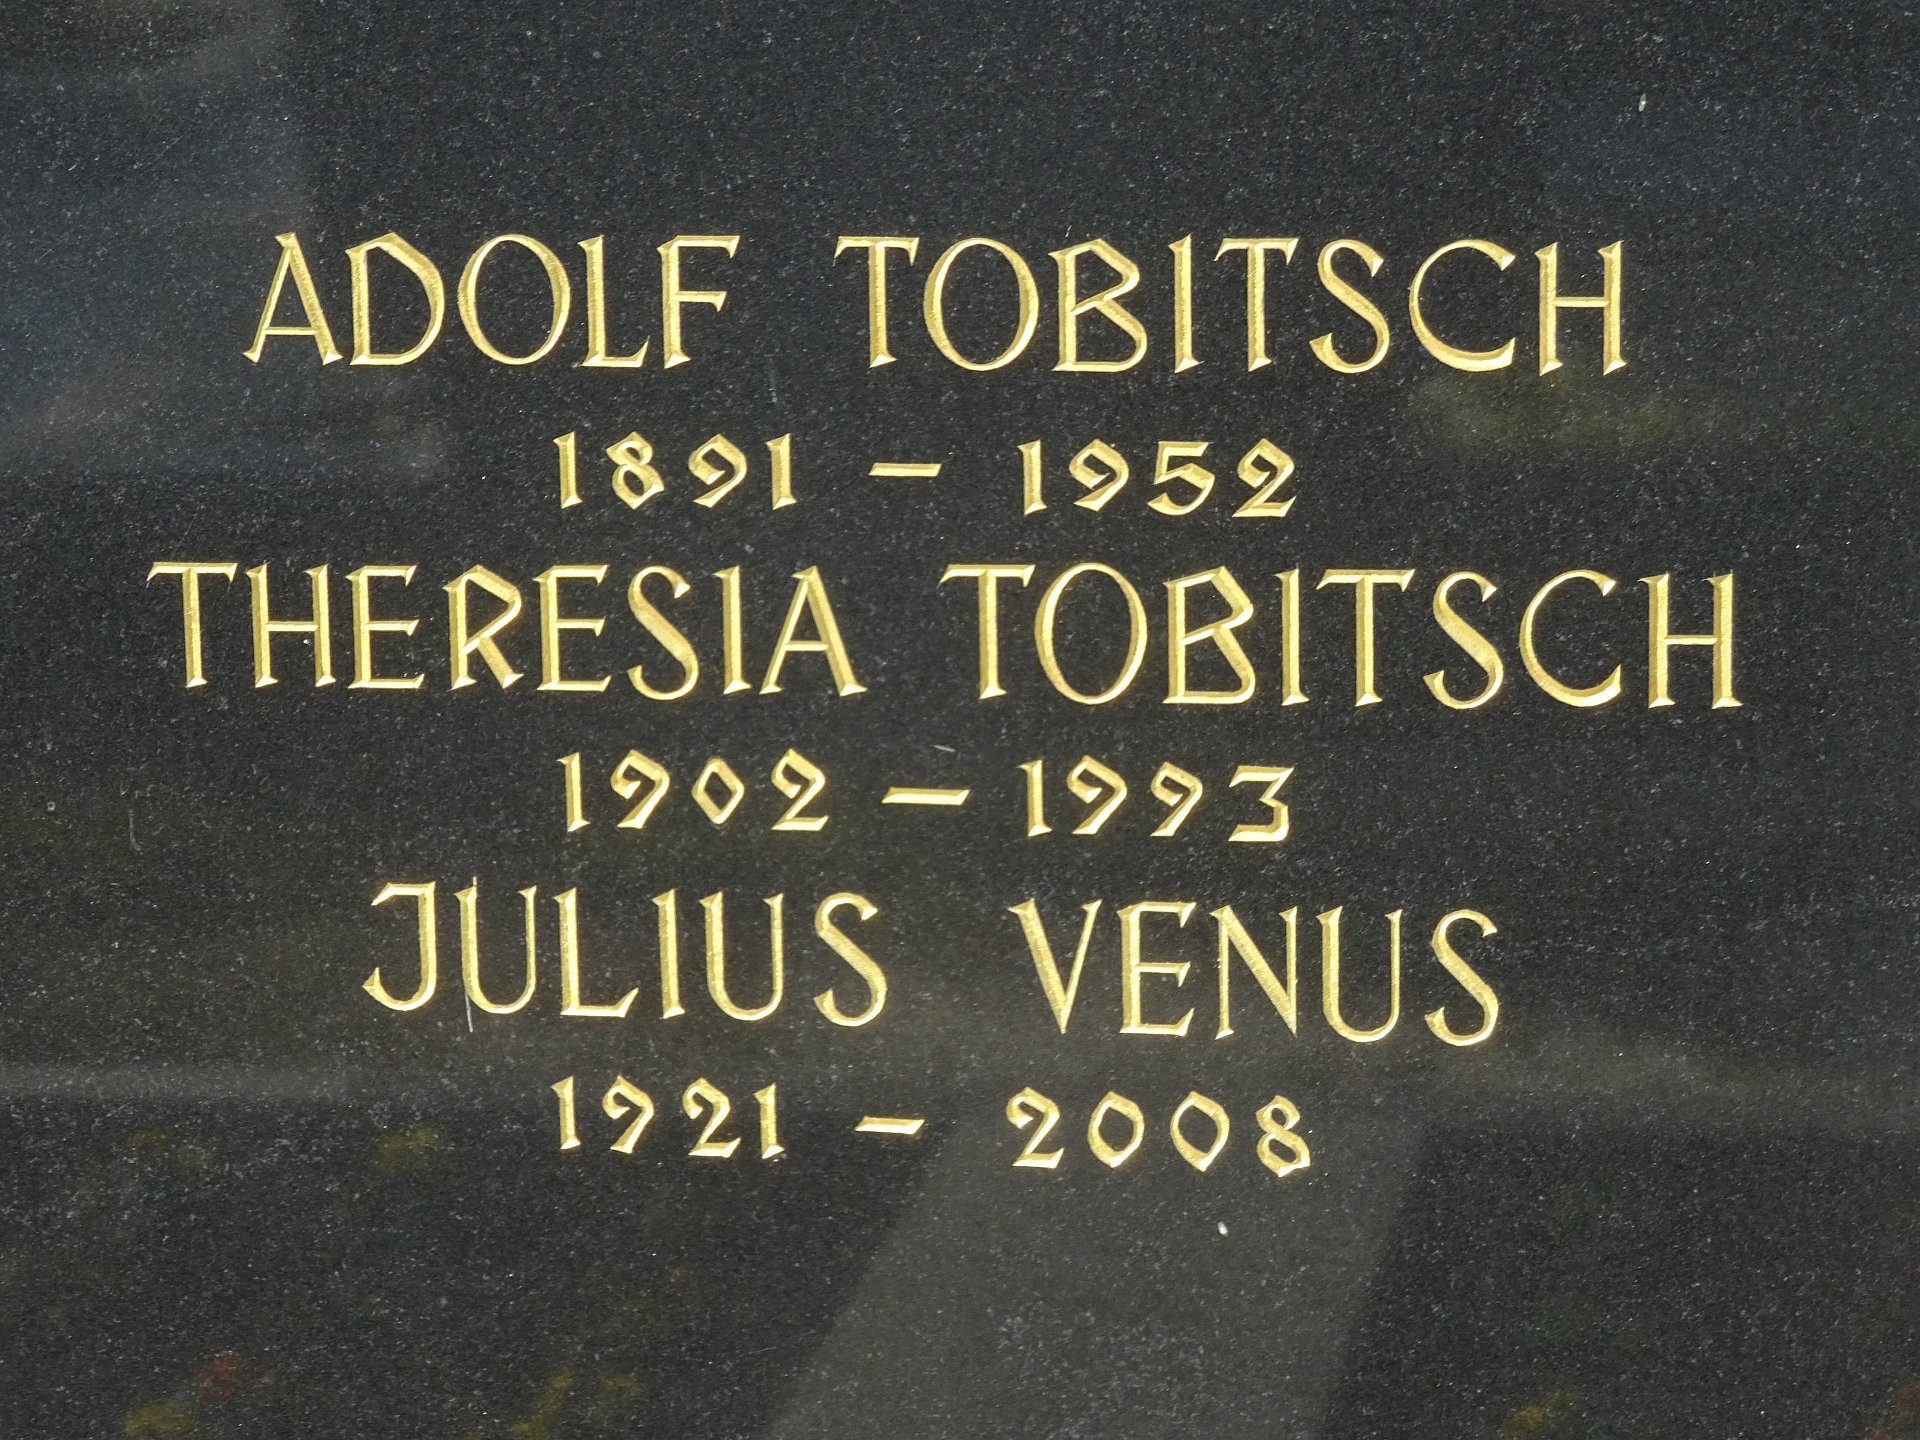 ADOLF TOBITSCH
1891 – 1952
THERESIA TOBITSCH
1902 – 1993
JULIUS VENUS
1921 – 2008